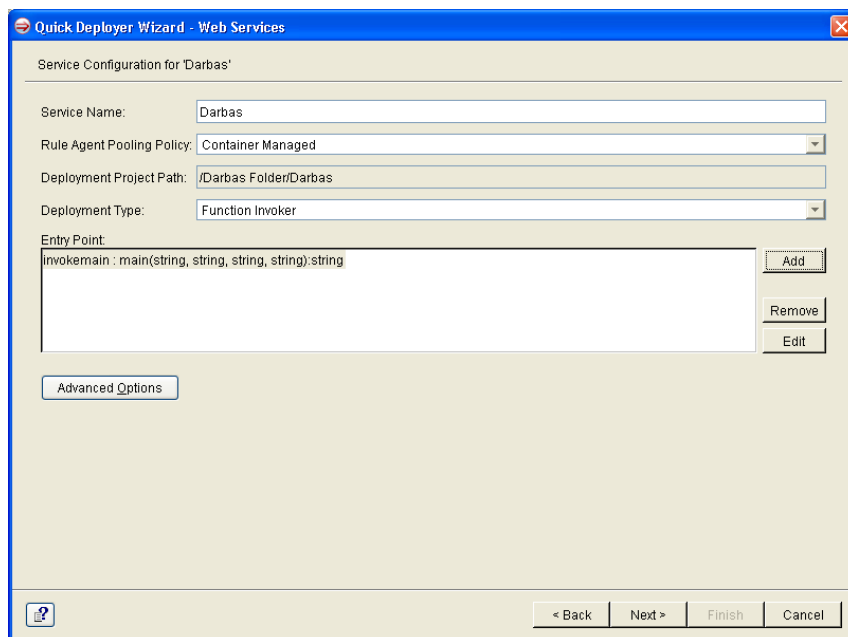 Quick Deployer Wizard - Web Services
Service Configuration for 'Darbas'
Service Name: Darbas
Rule Agent Pooling Policy: Container Managed
Deployment Project Path: /Darbas Folder/Darbas
Deployment Type: Function Invoker
Entry Point:
invokemain : main(string, string, string, string):string
Add
Remove
Edit
Advanced Options
? < Back Next > Finish Cancel